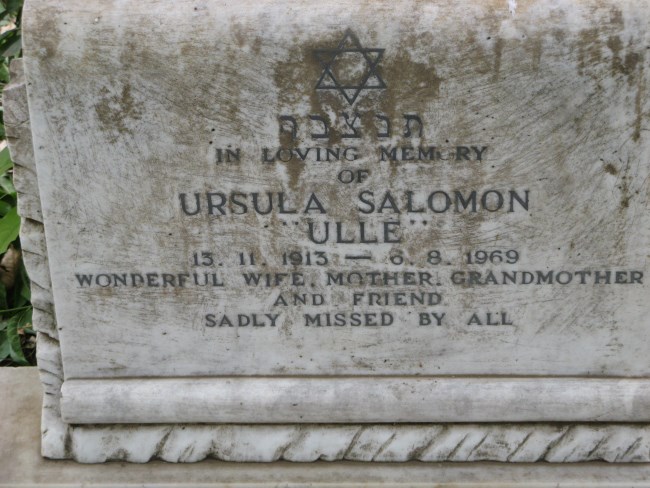 תנצבה
IN LOVING MEMORY
OF
URSULA SALOMON
"ULLE"
13. 11. 1913 — 6. 8. 1969
WONDERFUL WIFE, MOTHER, GRANDMOTHER
AND FRIEND
SADLY MISSED BY ALL